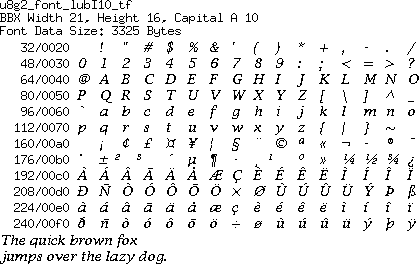 u8g2_font_lubI10_tf
BBX Width 21, Height 16, Capital A 10
Font Data Size: 3325 Bytes
32/0020 ! " # $ % & ' ( ) * + , - . /
48/0030 0 1 2 3 4 5 6 7 8 9 : ; < = > ?
64/0040 @ A B C D E F G H I J K L M N O
80/0050 P Q R S T U V W X Y Z [ \ ] ^ _
96/0060 ` a b c d e f g h i j k l m n o
112/0070 p q r s t u v w x y z { | } ~
160/00a0 ¡ ¢ £ ¤ ¥ ¦ § ¨ © ª « ¬ - ® ¯
176/00b0 ° ± ² ³ ´ µ ¶ · ¸ ¹ º » ¼ ½ ¾ ¿
192/00c0 À Á Â Ã Ä Å Æ Ç È É Ê Ë Ì Í Î Ï
208/00d0 Ð Ñ Ò Ó Ô Õ Ö × Ø Ù Ú Û Ü Ý Þ ß
224/00e0 à á â ã ä å æ ç è é ê ë ì í î ï
240/00f0 ð ñ ò ó ô õ ö ÷ ø ù ú û ü ý þ ÿ
The quick brown fox
jumps over the lazy dog.